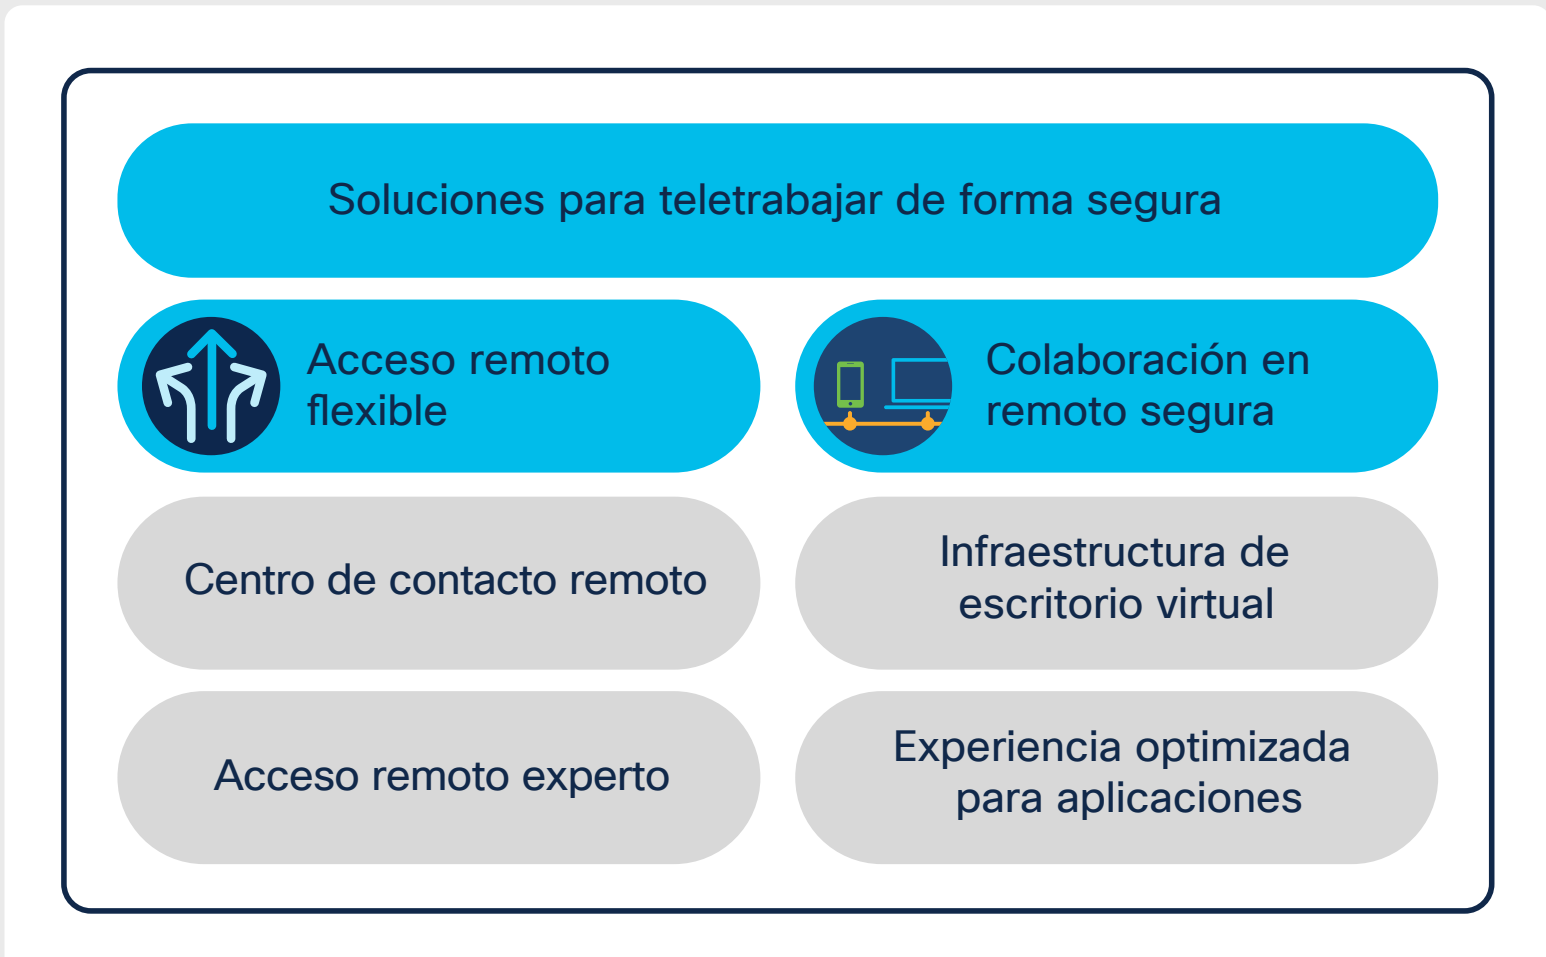 Soluciones para teletrabajar de forma segura
Acceso remoto
flexible
Colaboración en
remoto segura
Centro de contacto remoto
Infraestructura de
escritorio virtual
Acceso remoto experto
Experiencia optimizada
para aplicaciones